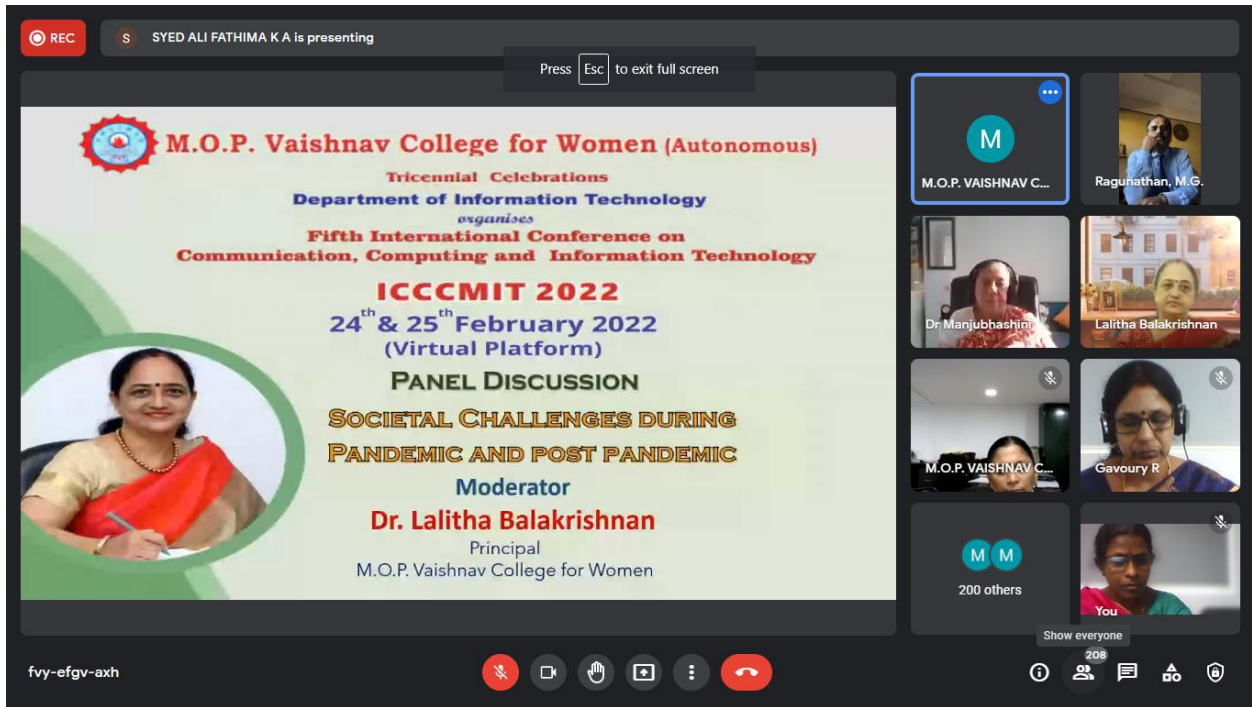 REC
S SYED ALI FATHIMA K A is presenting
Press Esc to exit full screen
M.O.P. Vaishnav College for Women (Autonomous)
Tricennial Celebrations
Department of Information Technology
organises
Fifth International Conference on
Communication, Computing and Information Technology
ICCCMIT 2022
24th & 25th February 2022
(Virtual Platform)
PANEL DISCUSSION
SOCIETAL CHALLENGES DURING
PANDEMIC AND POST PANDEMIC
Moderator
Dr. Lalitha Balakrishnan
Principal
M.O.P. Vaishnav College for Women
M
M.O.P. VAISHNAV C...
Ragunathan, M.G.
Dr Manjubhashini
Lalitha Balakrishnan
M.O.P. VAISHNAV C...
Gavoury R
M M
200 others
You
Show everyone
208
fvy-efgv-axh